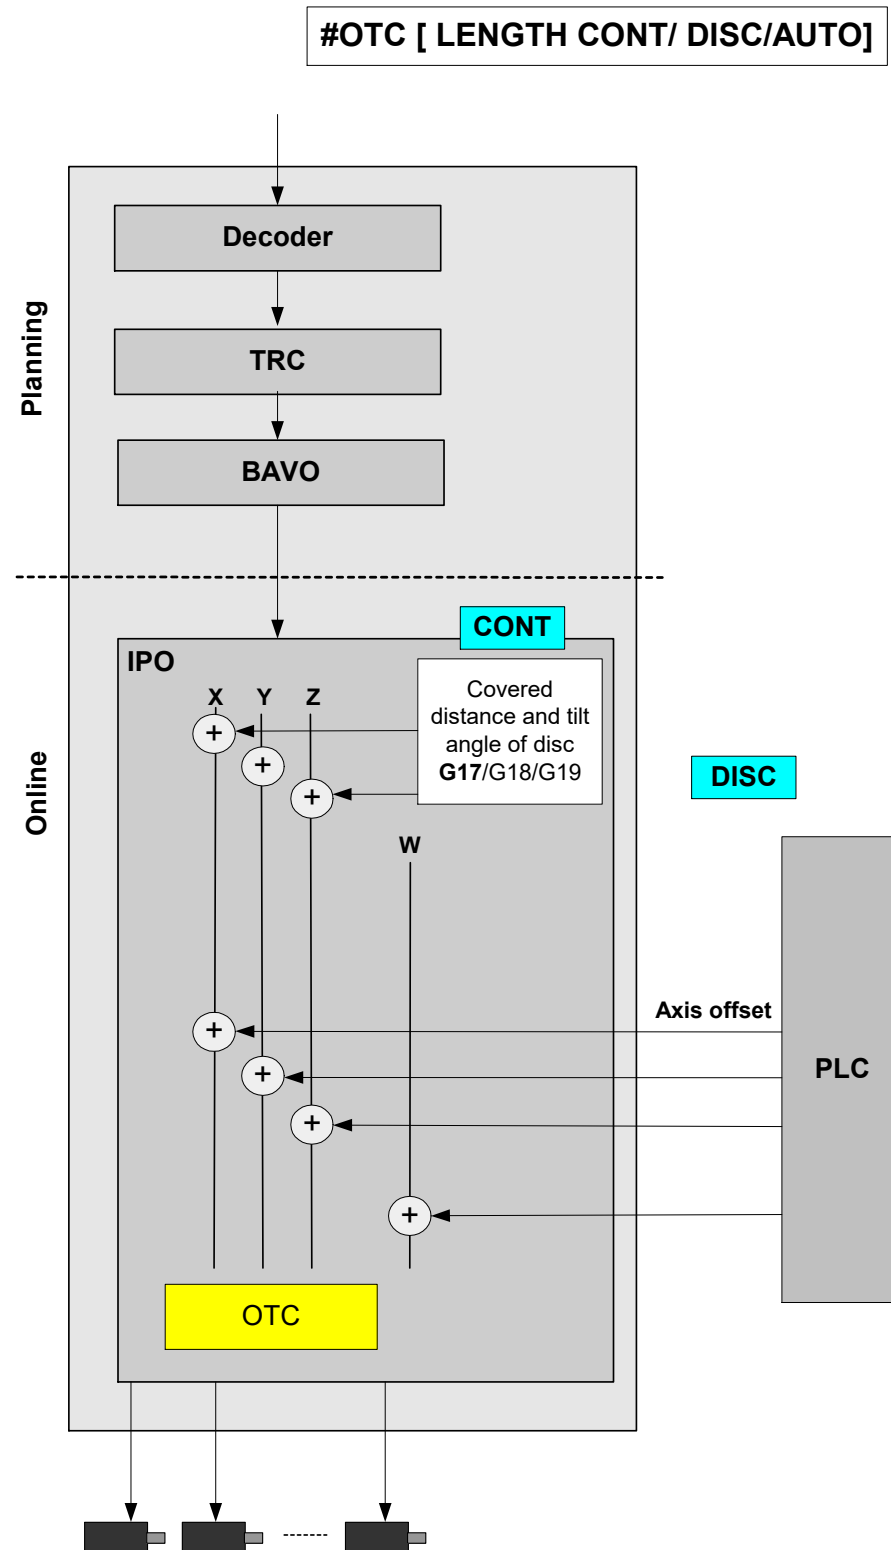 #OTC [ LENGTH CONT/ DISC/AUTO]
Planning
Decoder
TRC
BAVO
Online
CONT
IPO
X Y Z
Covered
distance and tilt
angle of disc
G17/G18/G19
+
+
+
DISC
W
Axis offset
+
+
+
+
PLC
OTC